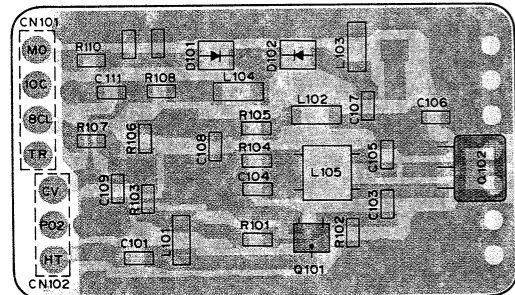 CN101
MO
IOC
8CL
TR
CV
PO2
HT
CN102
R110
C111
R108
R107
R106
C109
R103
C101
L101
D101
D102
L103
L104
R105
C108
R104
C104
R101
L102
C107
C106
L105
C105
C103
R102
Q101
Q102